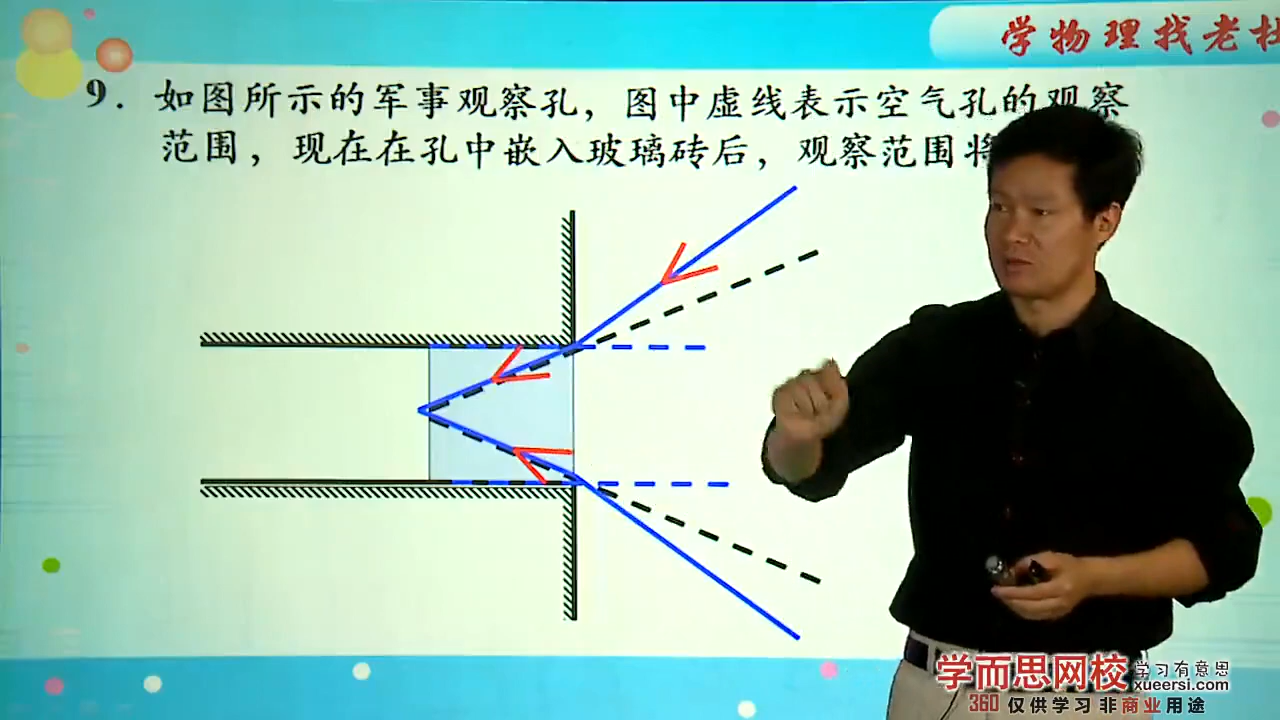 学物理找老杜
9. 如图所示的军事观察孔，图中虚线表示空气孔的观察
范围，现在在孔中嵌入玻璃砖后，观察范围将
学而思网校 学习有意思
xueersi.com
360 仅供学习 非商业用途